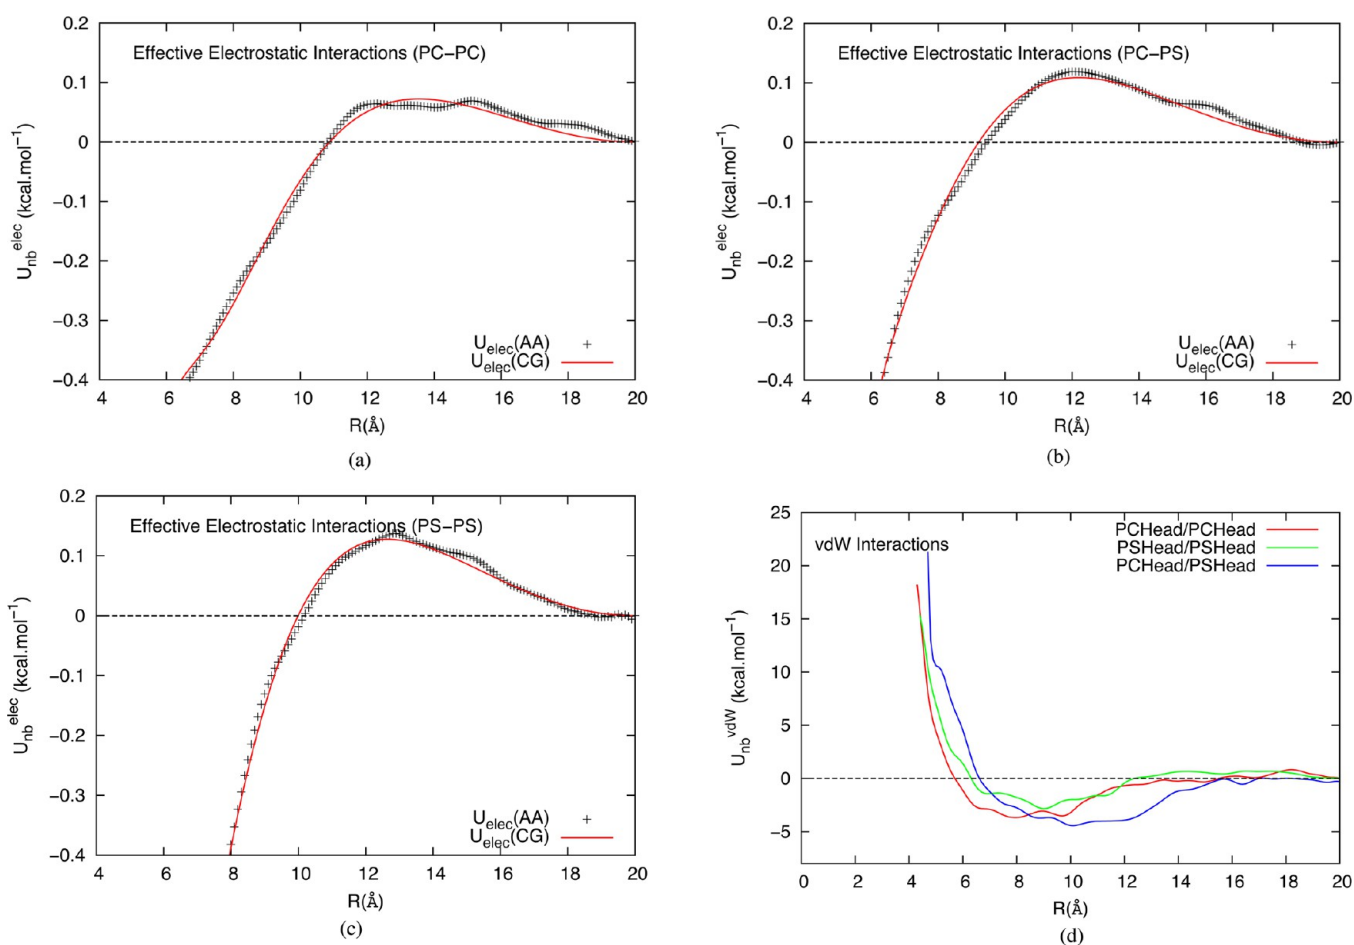 Effective Electrostatic Interactions (PC−PC)
U_nb^elec (kcal.mol−1)
0.2
0.1
0
−0.1
−0.2
−0.3
−0.4
U_elec(AA)
U_elec(CG)
4 6 8 10 12 14 16 18 20
R(Å)
(a)
Effective Electrostatic Interactions (PC−PS)
U_nb^elec (kcal.mol−1)
0.2
0.1
0
−0.1
−0.2
−0.3
−0.4
U_elec(AA)
U_elec(CG)
4 6 8 10 12 14 16 18 20
R(Å)
(b)
Effective Electrostatic Interactions (PS−PS)
U_nb^elec (kcal.mol−1)
0.2
0.1
0
−0.1
−0.2
−0.3
−0.4
U_elec(AA)
U_elec(CG)
4 6 8 10 12 14 16 18 20
R(Å)
(c)
vdW Interactions
PCHead/PCHead
PSHead/PSHead
PCHead/PSHead
U_nb^vdW (kcal.mol−1)
25
20
15
10
5
0
−5
0 2 4 6 8 10 12 14 16 18 20
R(Å)
(d)